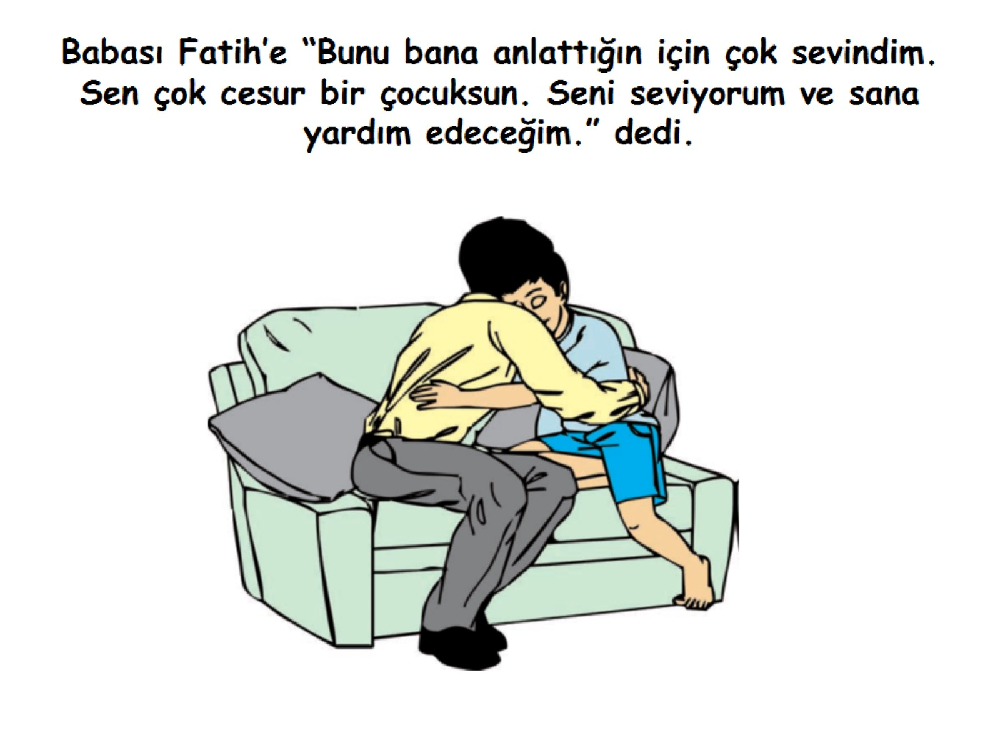 Babası Fatih’e “Bunu bana anlattığın için çok sevindim.
Sen çok cesur bir çocuksun. Seni seviyorum ve sana
yardım edeceğim.” dedi.